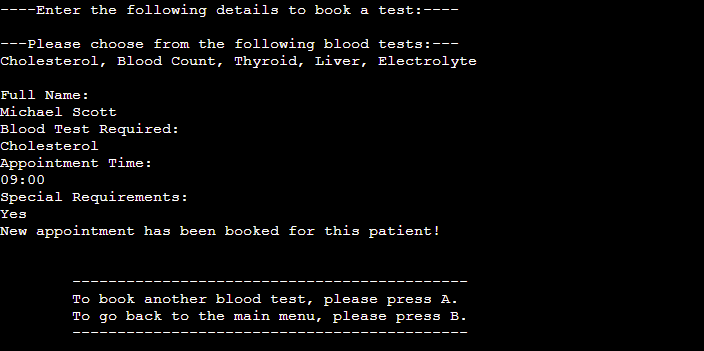 ----Enter the following details to book a test:----
---Please choose from the following blood tests:---
Cholesterol, Blood Count, Thyroid, Liver, Electrolyte
Full Name:
Michael Scott
Blood Test Required:
Cholesterol
Appointment Time:
09:00
Special Requirements:
Yes
New appointment has been booked for this patient!
--------------------------------------------
To book another blood test, please press A.
To go back to the main menu, please press B.
--------------------------------------------